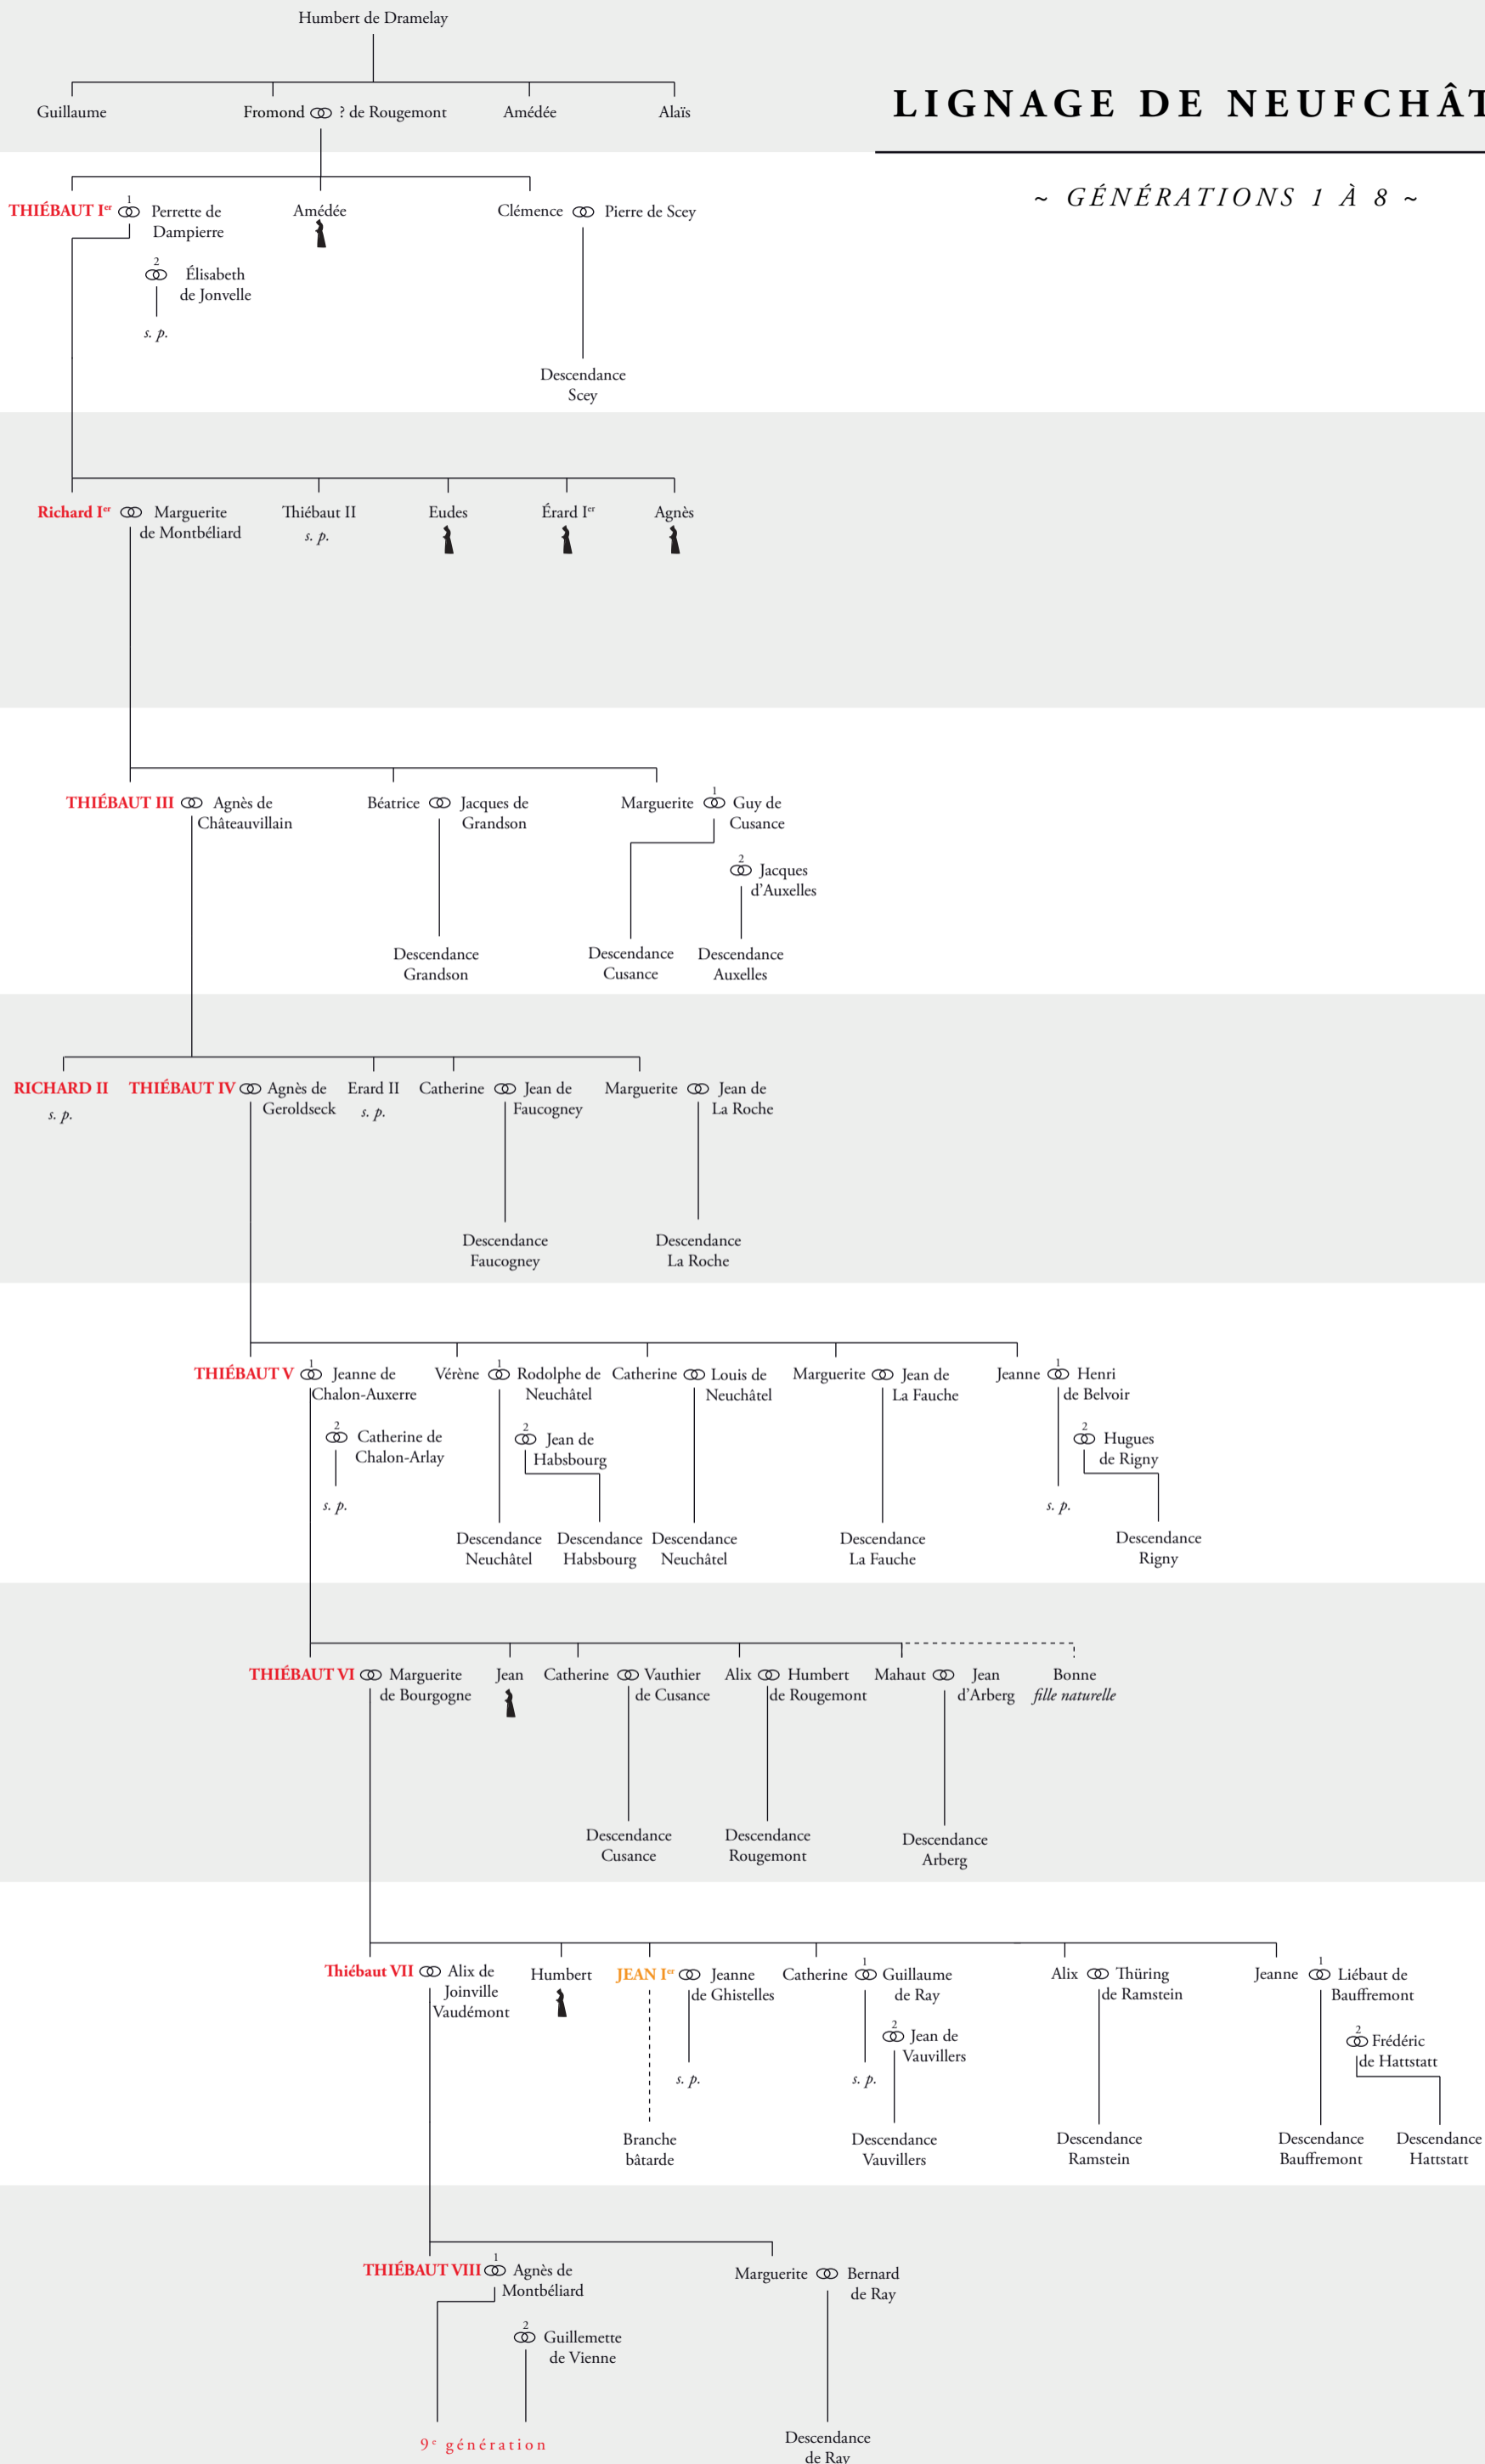 Humbert de Dramelay
LIGNAGE DE NEUFCHÂT
Guillaume Fromond ? de Rougemont Amédée Alaïs
~ GÉNÉRATIONS 1 À 8 ~
THIÉBAUT Ier 1 Perrette de Amédée Clémence Pierre de Scey
Dampierre
2 Élisabeth
de Jonvelle
s. p.
Descendance
Scey
Richard Ier Marguerite Thiébaut II Eudes Érard Ier Agnès
de Montbéliard s. p.
THIÉBAUT III Agnès de Béatrice Jacques de Marguerite 1 Guy de
Châteauvillain Grandson Cusance
2 Jacques
d'Auxelles
Descendance Descendance Descendance
Grandson Cusance Auxelles
RICHARD II THIÉBAUT IV Agnès de Erard II Catherine Jean de Marguerite Jean de
s. p. Geroldseck s. p. Faucogney La Roche
Descendance Descendance
Faucogney La Roche
THIÉBAUT V 1 Jeanne de Vérène 1 Rodolphe de Catherine Louis de Marguerite Jean de Jeanne 1 Henri
Chalon-Auxerre Neuchâtel Neuchâtel La Fauche de Belvoir
2 Catherine de 2 Jean de 2 Hugues
Chalon-Arlay Habsbourg de Rigny
s. p. s. p.
Descendance Descendance Descendance Descendance Descendance
Neuchâtel Habsbourg Neuchâtel La Fauche Rigny
THIÉBAUT VI Marguerite Jean Catherine Vauthier Alix Humbert Mahaut Jean Bonne
de Bourgogne de Cusance de Rougemont d'Arberg fille naturelle
Descendance Descendance Descendance
Cusance Rougemont Arberg
Thiébaut VII Alix de Humbert JEAN Ier Jeanne Catherine 1 Guillaume Alix Thüring Jeanne 1 Liébaut de
Joinville de Ghistelles de Ray de Ramstein Bauffremont
Vaudémont 2 Jean de 2 Frédéric
Vauvillers de Hattstatt
s. p. s. p.
Branche Descendance Descendance Descendance Descendance
bâtarde Vauvillers Ramstein Bauffremont Hattstatt
THIÉBAUT VIII 1 Agnès de Marguerite Bernard
Montbéliard de Ray
2 Guillemette
de Vienne
9e génération Descendance
de Ray